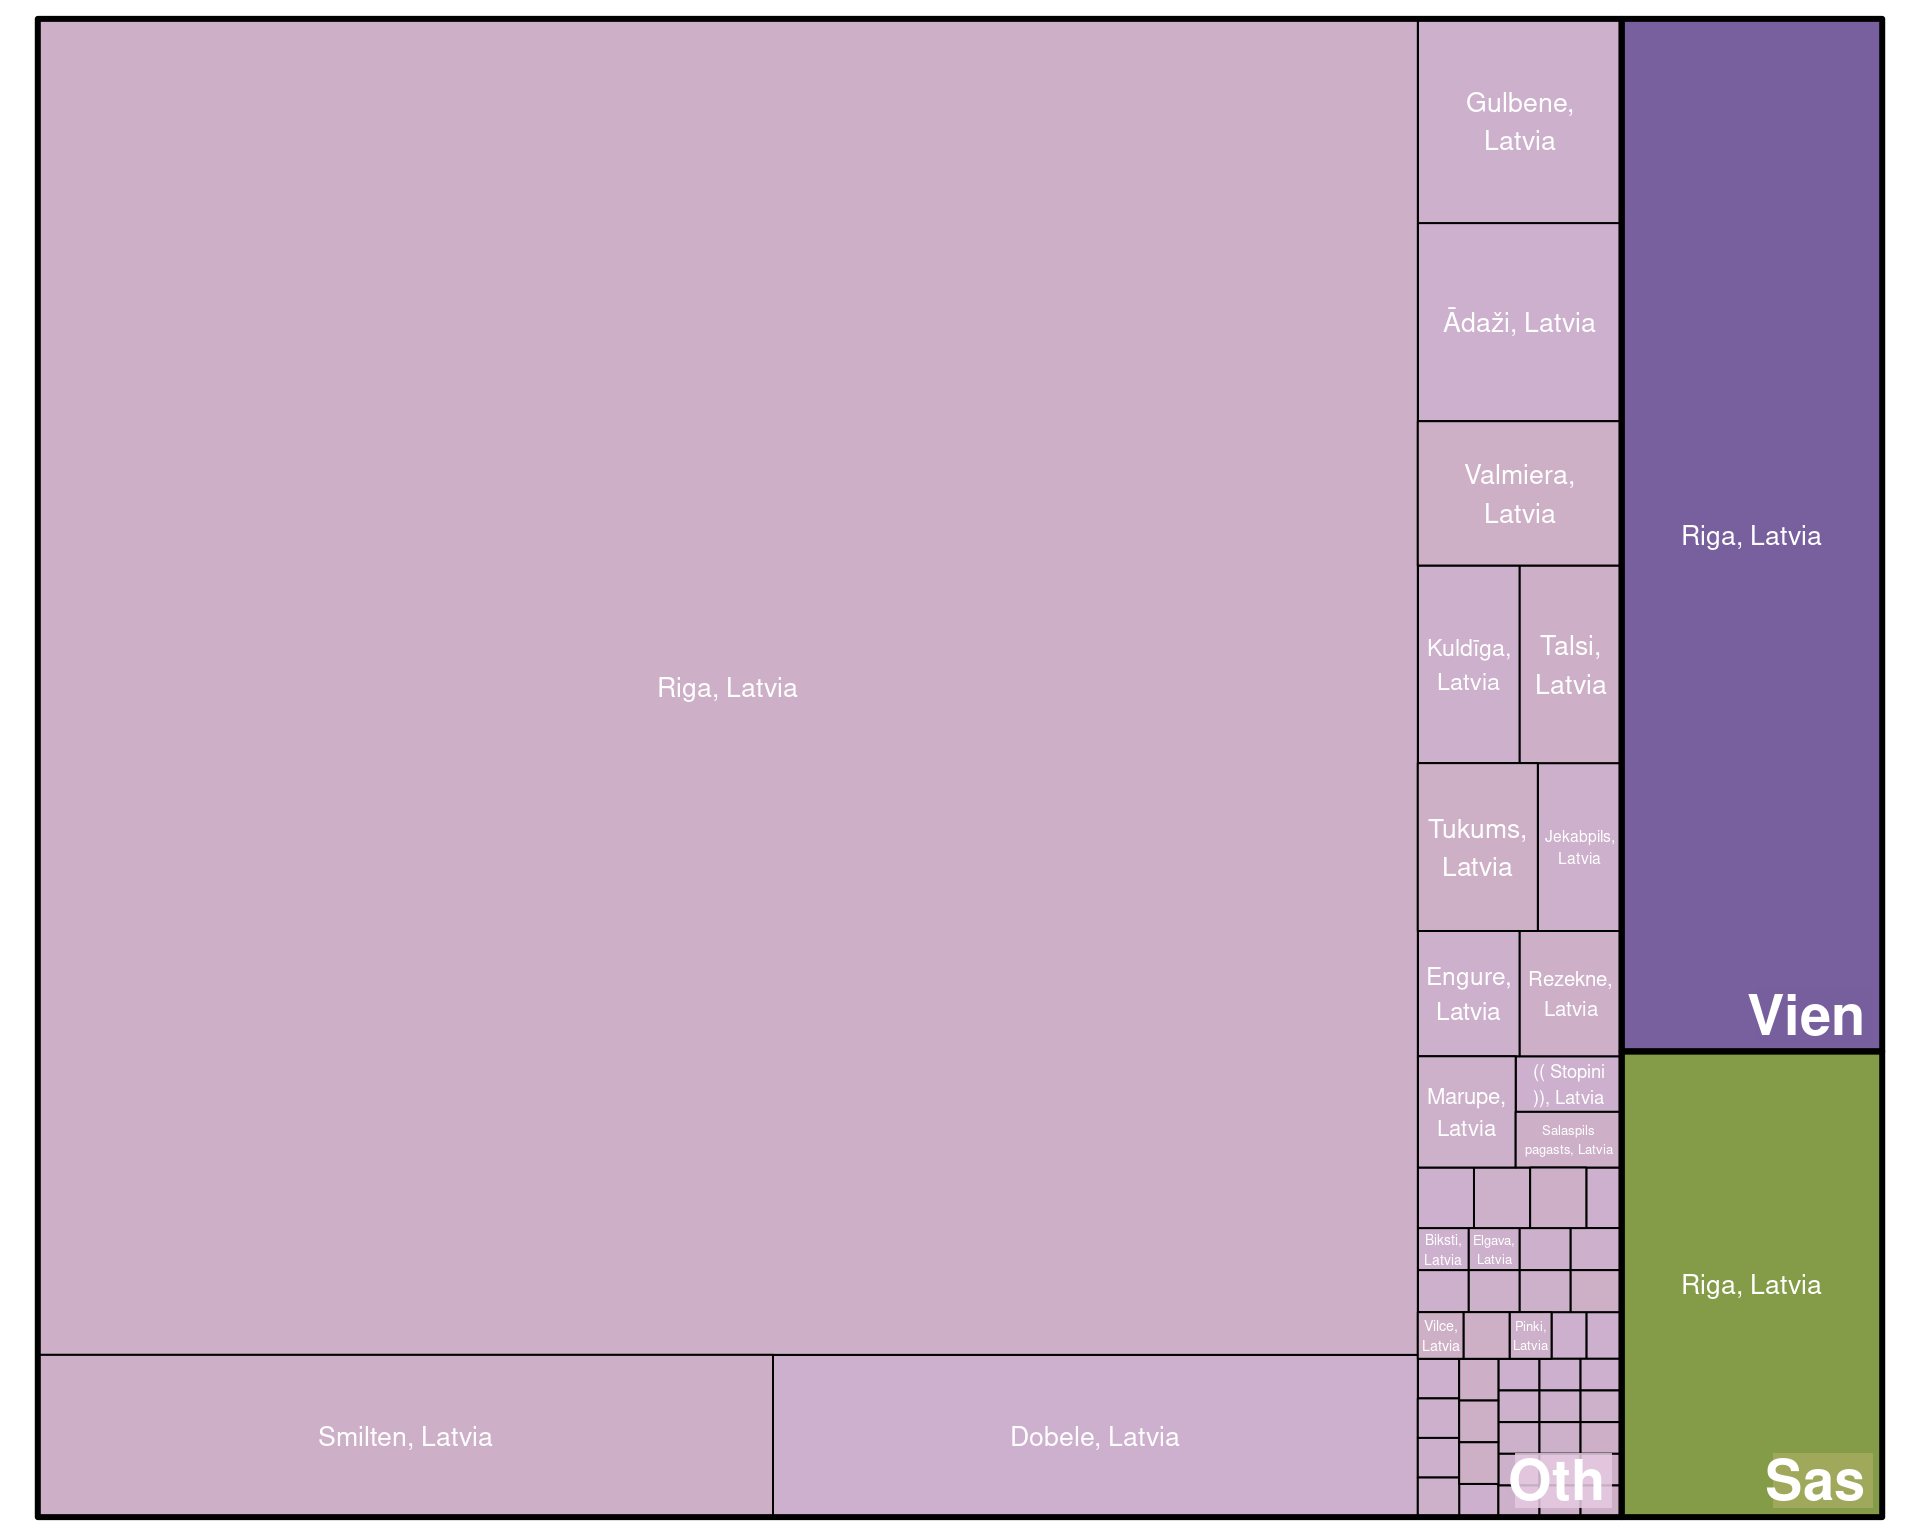 Riga, Latvia
Smilten, Latvia
Dobele, Latvia
Gulbene,
Latvia
Ādaži, Latvia
Valmiera,
Latvia
Kuldīga,
Latvia
Talsi,
Latvia
Tukums,
Latvia
Jekabpils,
Latvia
Engure,
Latvia
Rezekne,
Latvia
Marupe,
Latvia
(( Stopini
)), Latvia
Salaspils
pagasts, Latvia
Biksti,
Latvia
Elgava,
Latvia
Vilce,
Latvia
Pinki,
Latvia
Oth
Riga, Latvia
Vien
Riga, Latvia
Sas